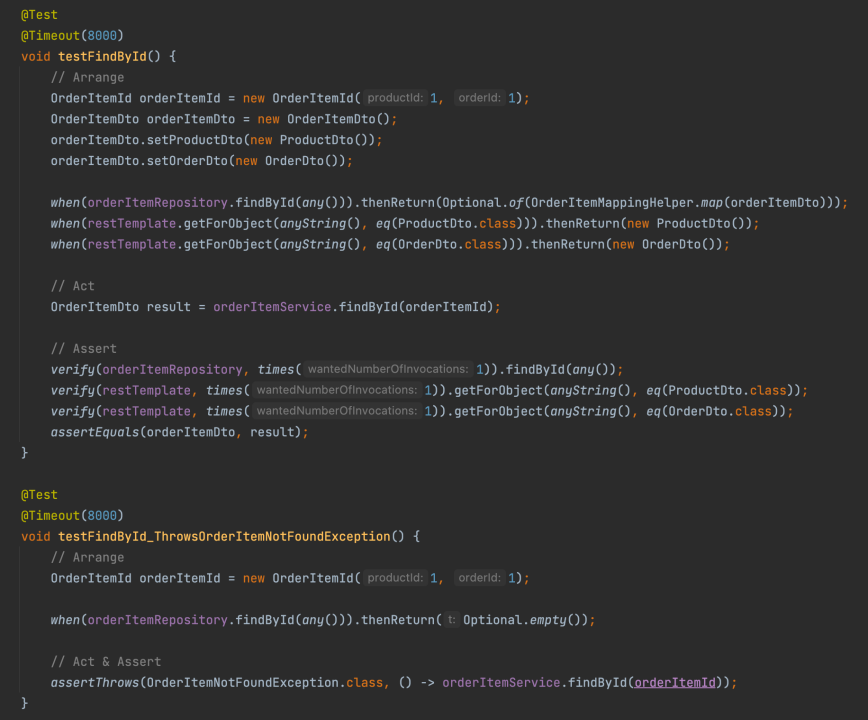 @Test
@Timeout(8000)
void testFindById() {
    // Arrange
    OrderItemId orderItemId = new OrderItemId( productId: 1, orderId: 1);
    OrderItemDto orderItemDto = new OrderItemDto();
    orderItemDto.setProductDto(new ProductDto());
    orderItemDto.setOrderDto(new OrderDto());

    when(orderItemRepository.findById(any())).thenReturn(Optional.of(OrderItemMappingHelper.map(orderItemDto)));
    when(restTemplate.getForObject(anyString(), eq(ProductDto.class))).thenReturn(new ProductDto());
    when(restTemplate.getForObject(anyString(), eq(OrderDto.class))).thenReturn(new OrderDto());

    // Act
    OrderItemDto result = orderItemService.findById(orderItemId);

    // Assert
    verify(orderItemRepository, times( wantedNumberOfInvocations: 1)).findById(any());
    verify(restTemplate, times( wantedNumberOfInvocations: 1)).getForObject(anyString(), eq(ProductDto.class));
    verify(restTemplate, times( wantedNumberOfInvocations: 1)).getForObject(anyString(), eq(OrderDto.class));
    assertEquals(orderItemDto, result);
}

@Test
@Timeout(8000)
void testFindById_ThrowsOrderItemNotFoundException() {
    // Arrange
    OrderItemId orderItemId = new OrderItemId( productId: 1, orderId: 1);

    when(orderItemRepository.findById(any())).thenReturn( t: Optional.empty());

    // Act & Assert
    assertThrows(OrderItemNotFoundException.class, () -> orderItemService.findById(orderItemId));
}